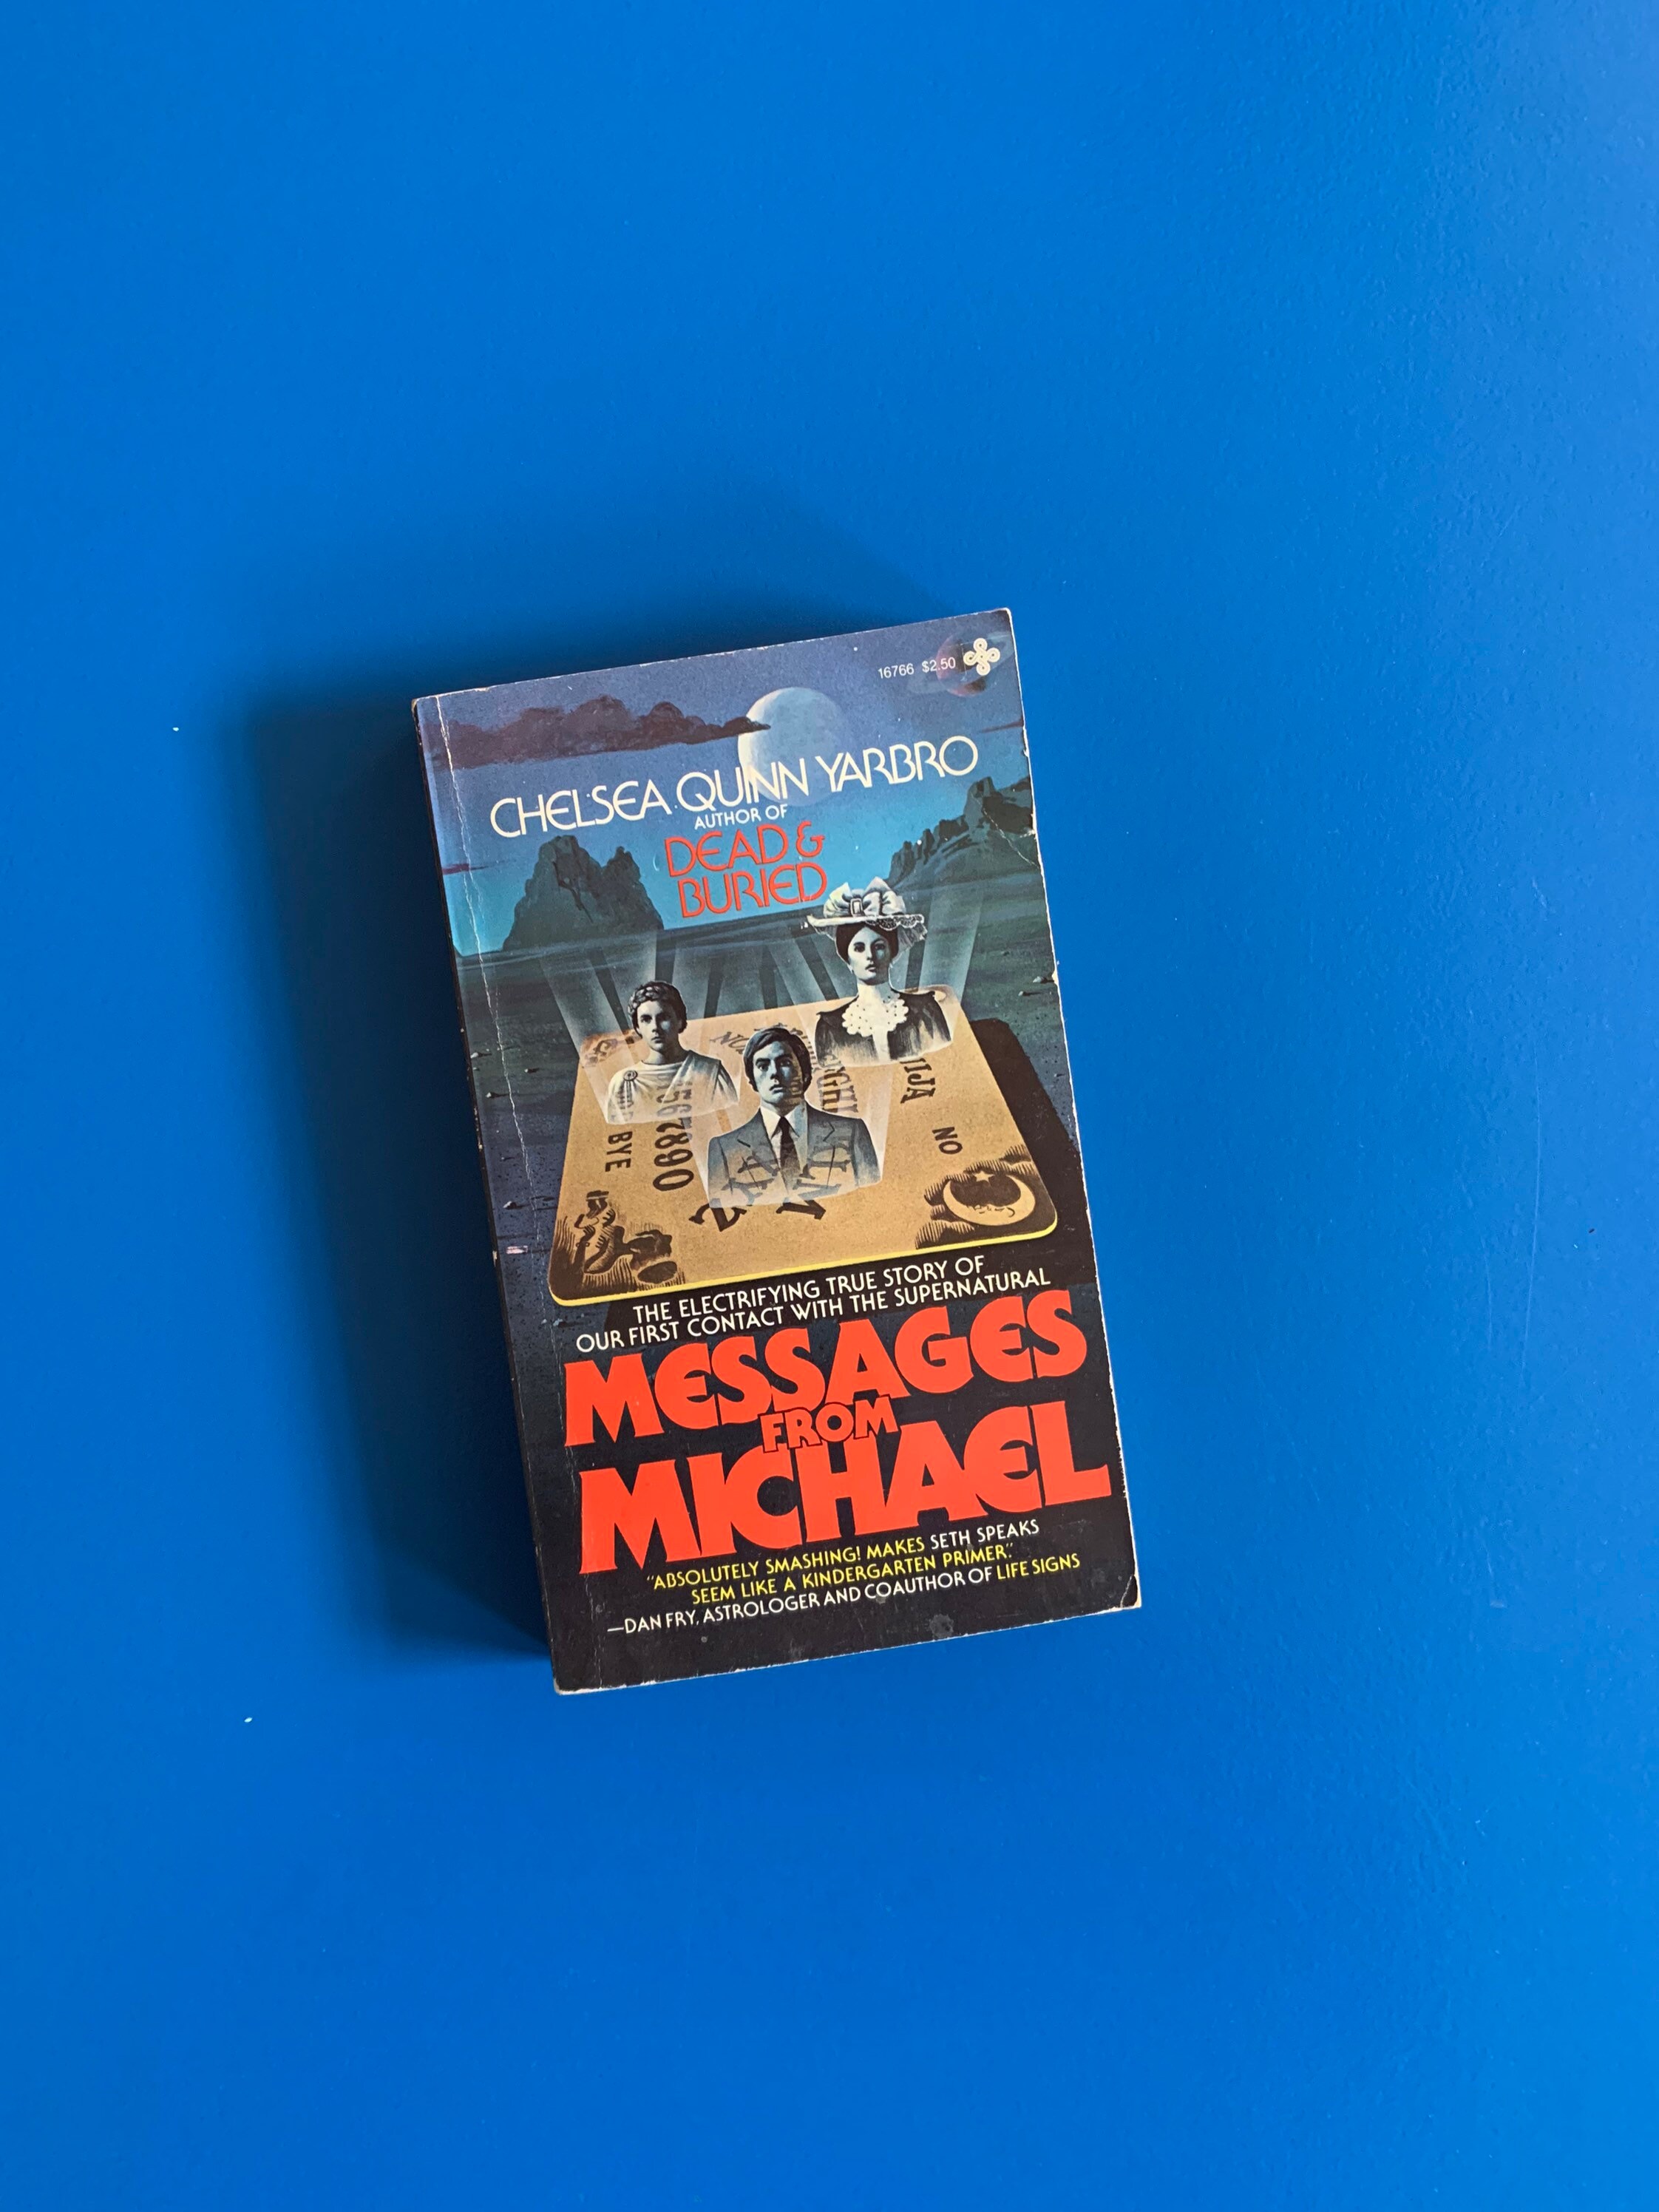 16766 $2.50
CHELSEA QUINN YARBRO
AUTHOR OF
DEAD &
BURIED
OUIJA
NO
BYE
67890
THE ELECTRIFYING TRUE STORY OF
OUR FIRST CONTACT WITH THE SUPERNATURAL
MESSAGES
FROM
MICHAEL
"ABSOLUTELY SMASHING! MAKES SETH SPEAKS
SEEM LIKE A KINDERGARTEN PRIMER."
—DAN FRY, ASTROLOGER AND COAUTHOR OF LIFE SIGNS